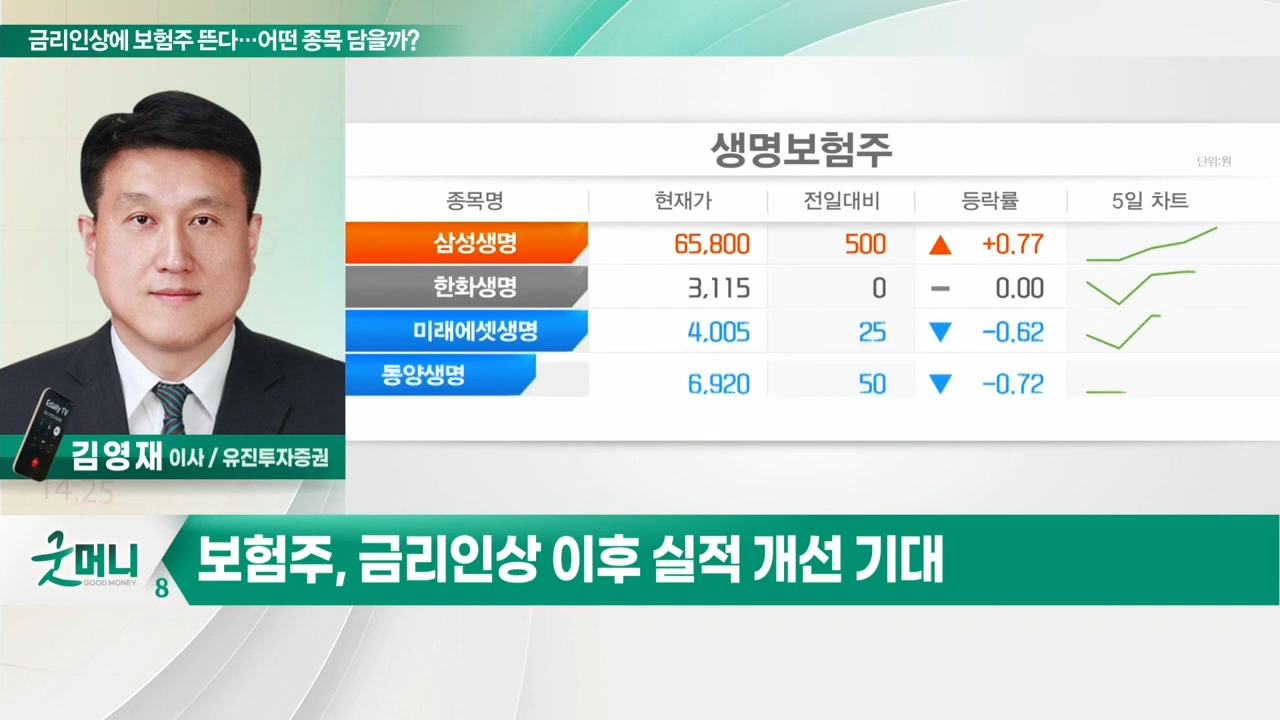 금리인상에 보험주 뜬다…어떤 종목 담을까?
생명보험주
단위:원
종목명 현재가 전일대비 등락률 5일 차트
삼성생명 65,800 500 ▲ +0.77
한화생명 3,115 0 − 0.00
미래에셋생명 4,005 25 ▼ −0.62
동양생명 6,920 50 ▼ −0.72
Edaily TV
김영재 이사 / 유진투자증권
14.25
굿머니
GOOD MONEY
8
보험주, 금리인상 이후 실적 개선 기대